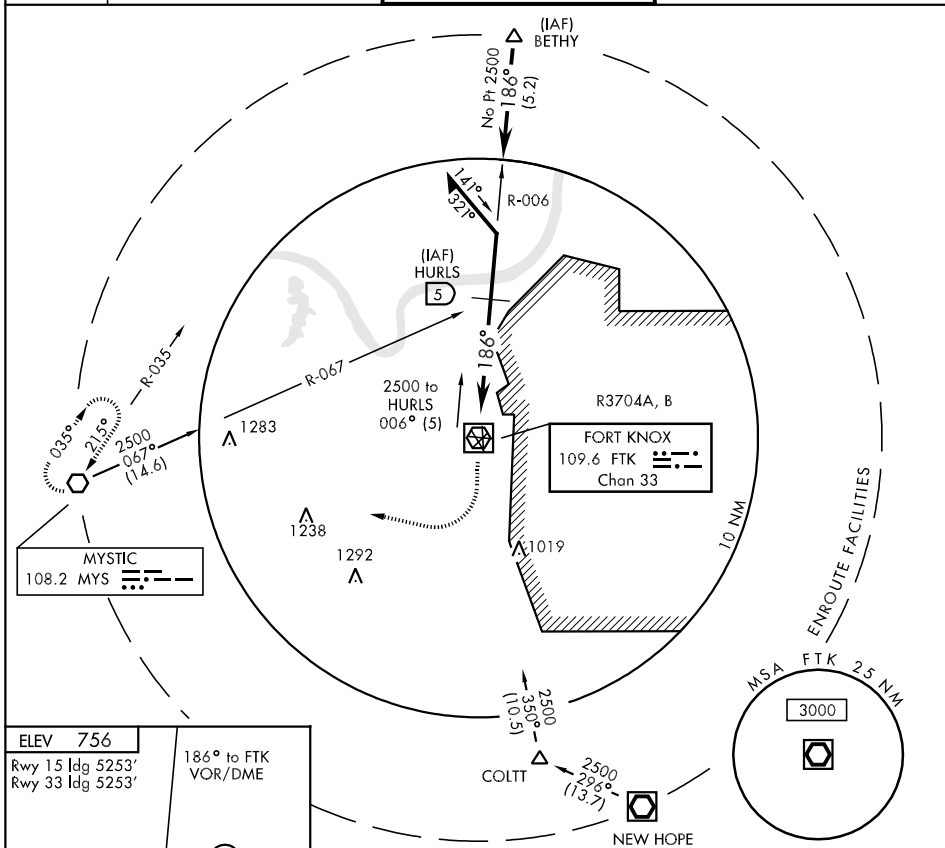 (IAF)
BETHY
No Pt 2500
186°
(5.2)
141°
321°
R-006
(IAF)
HURLS
5
R-035
R-067
186°
2500 to
HURLS
006° (5)
R3704A, B
035°
215°
2500
067°
(14.6)
1283
FORT KNOX
109.6 FTK
Chan 33
1238
1292
1019
10 NM
ENROUTE FACILITIES
MYSTIC
108.2 MYS
2500
350°
(10.5)
MSA FTK 25 NM
3000
COLTT
2500
296°
(13.7)
NEW HOPE
ELEV 756
Rwy 15 ldg 5253'
Rwy 33 ldg 5253'
186° to FTK
VOR/DME